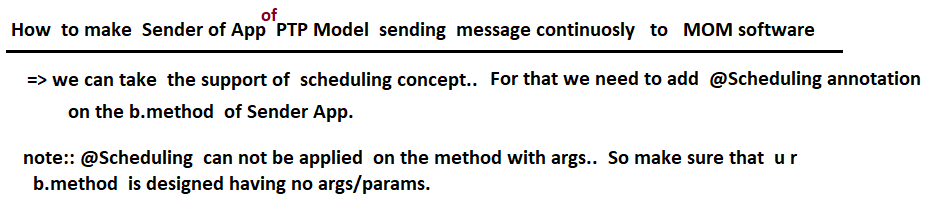 How to make Sender of App of PTP Model sending message continuosly to MOM software
=> we can take the support of scheduling concept.. For that we need to add @Scheduling annotation
on the b.method of Sender App.
note:: @Scheduling can not be applied on the method with args.. So make sure that u r
b.method is designed having no args/params.